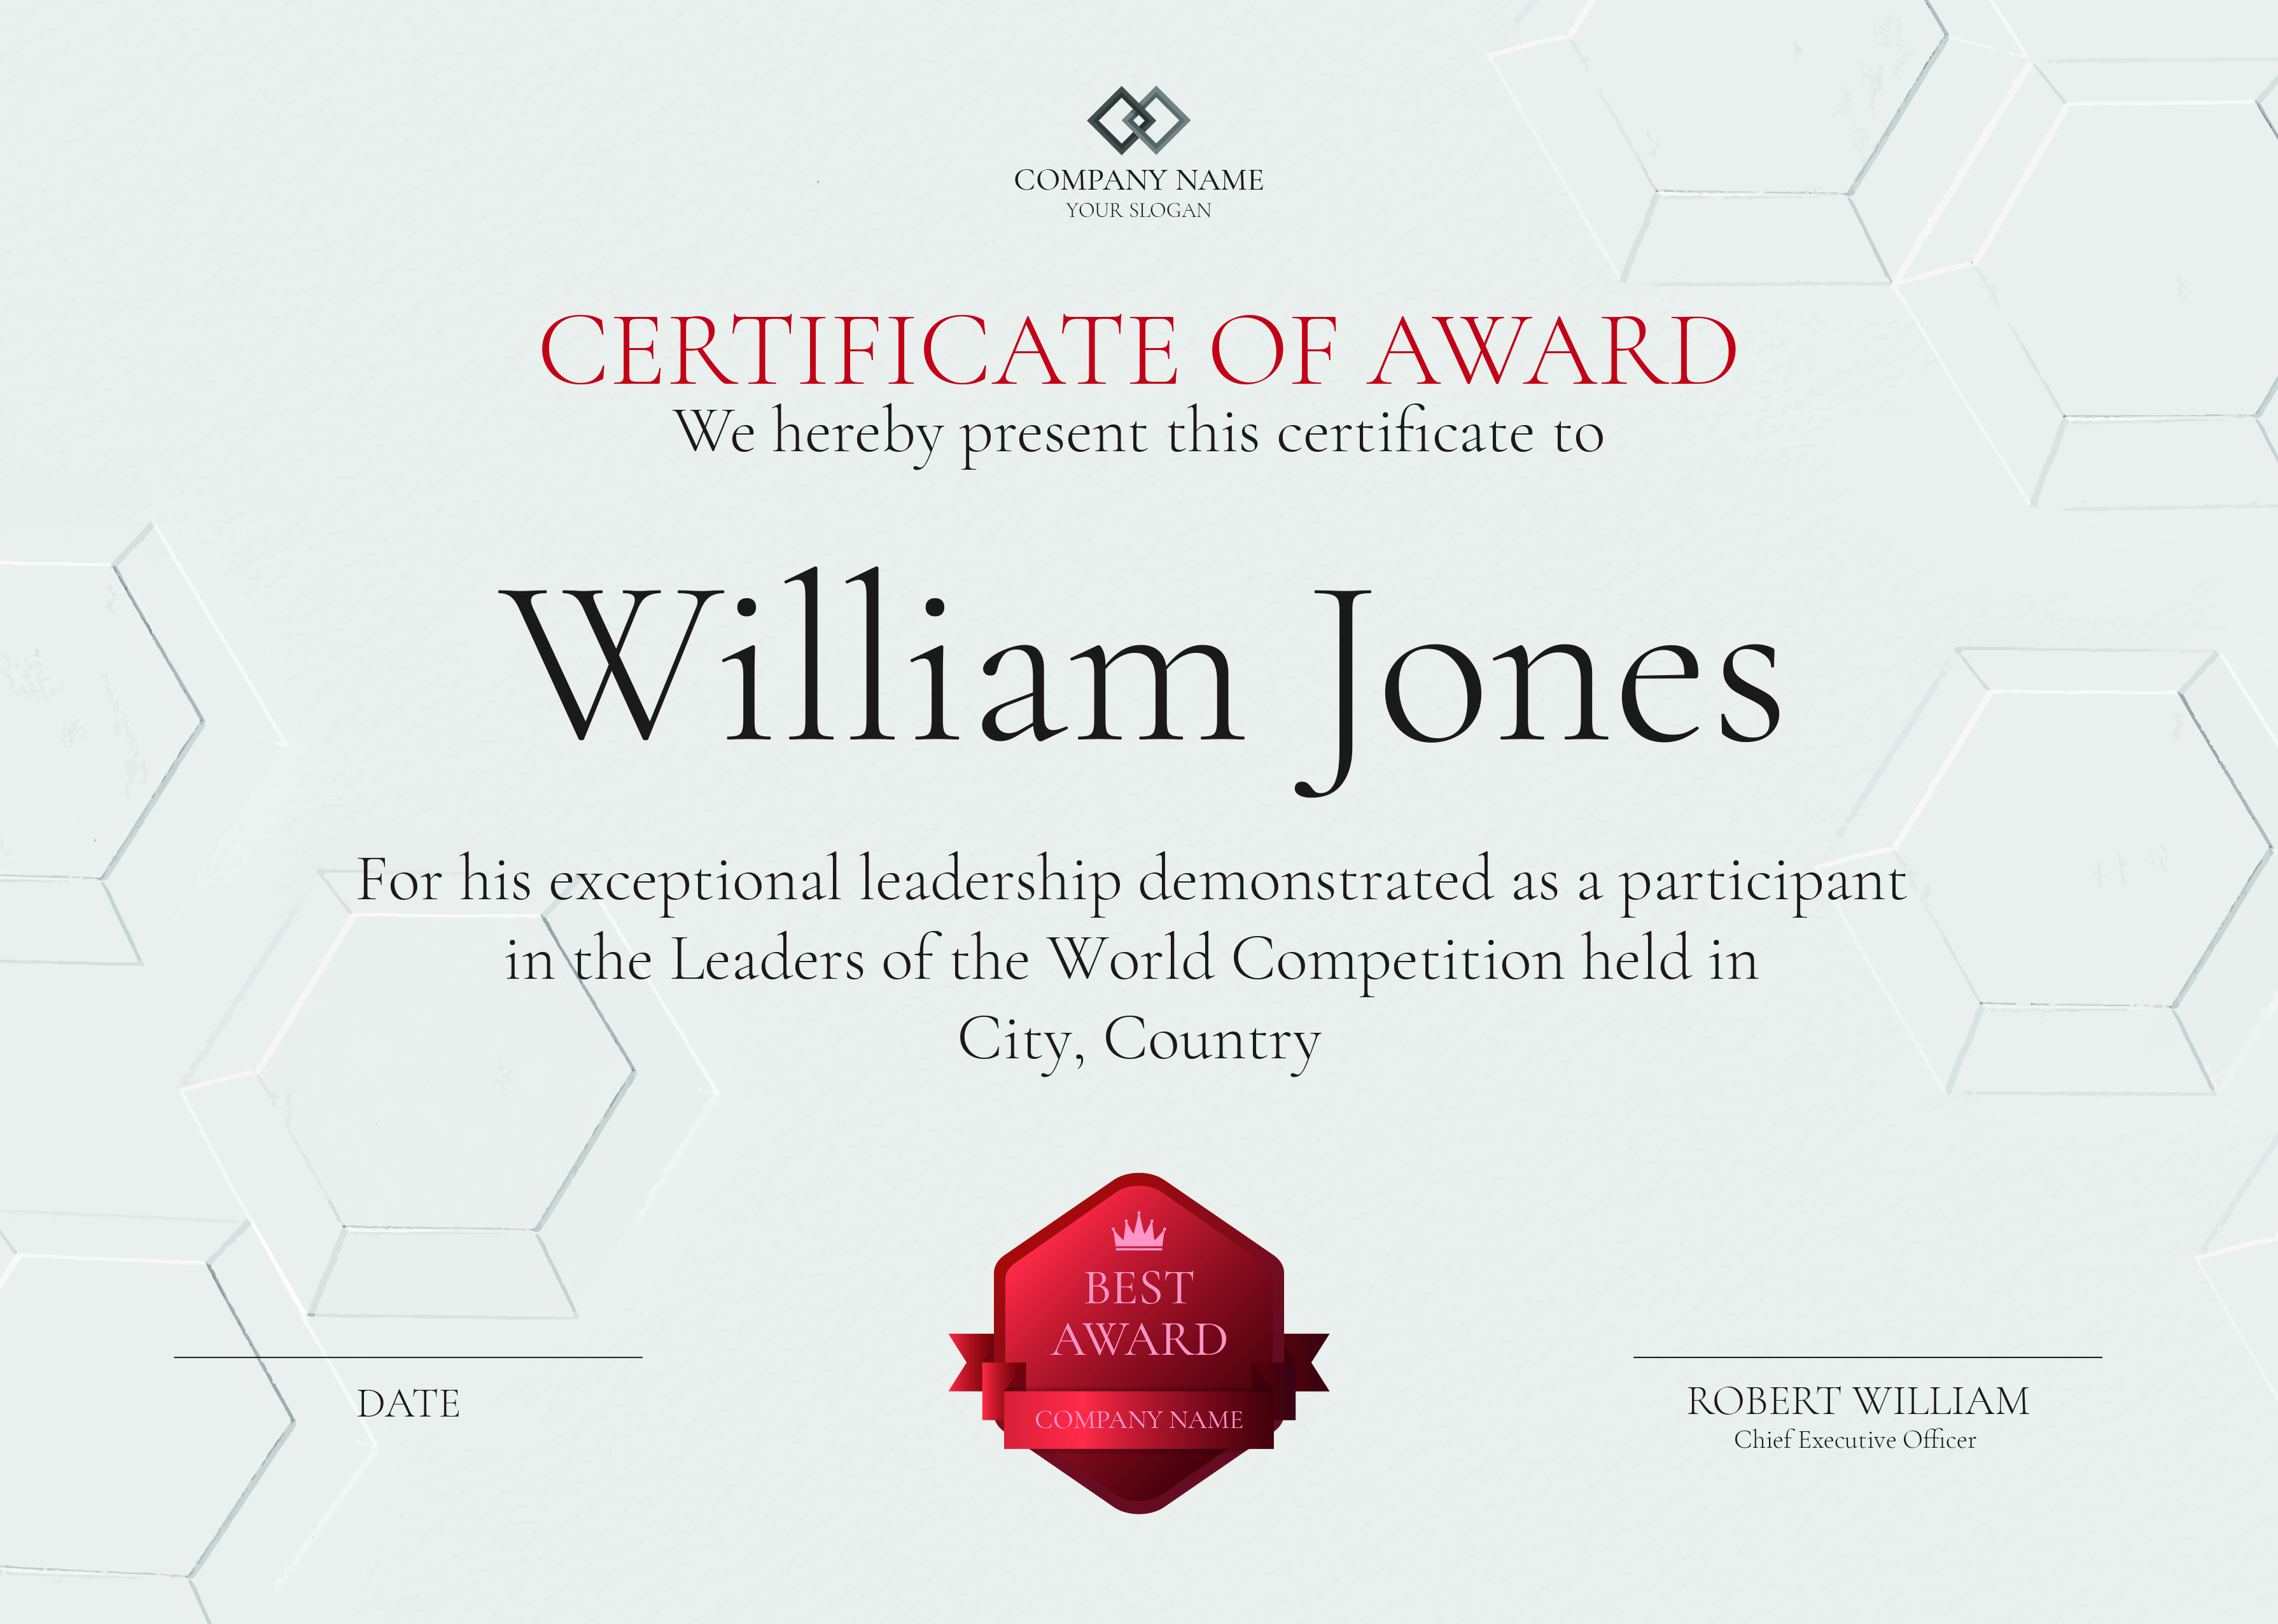 COMPANY NAME
YOUR SLOGAN
CERTIFICATE OF AWARD
We hereby present this certificate to
William Jones
For his exceptional leadership demonstrated as a participant
in the Leaders of the World Competition held in
City, Country
BEST
AWARD
COMPANY NAME
DATE
ROBERT WILLIAM
Chief Executive Officer